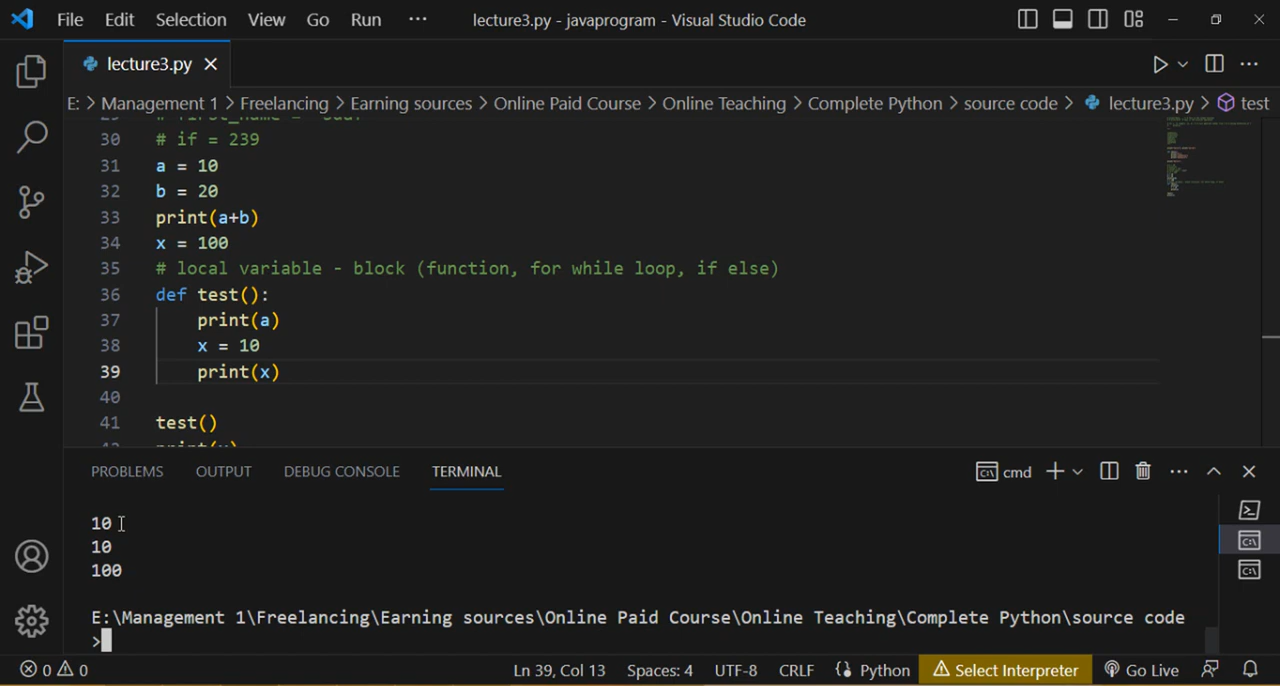 File Edit Selection View Go Run ··· lecture3.py - javaprogram - Visual Studio Code
lecture3.py
E: > Management 1 > Freelancing > Earning sources > Online Paid Course > Online Teaching > Complete Python > source code > lecture3.py > test
30 # if = 239
31 a = 10
32 b = 20
33 print(a+b)
34 x = 100
35 # local variable - block (function, for while loop, if else)
36 def test():
37 print(a)
38 x = 10
39 print(x)
40
41 test()
PROBLEMS OUTPUT DEBUG CONSOLE TERMINAL cmd
10
10
100
E:\Management 1\Freelancing\Earning sources\Online Paid Course\Online Teaching\Complete Python\source code
>
0 0 Ln 39, Col 13 Spaces: 4 UTF-8 CRLF Python Select Interpreter Go Live